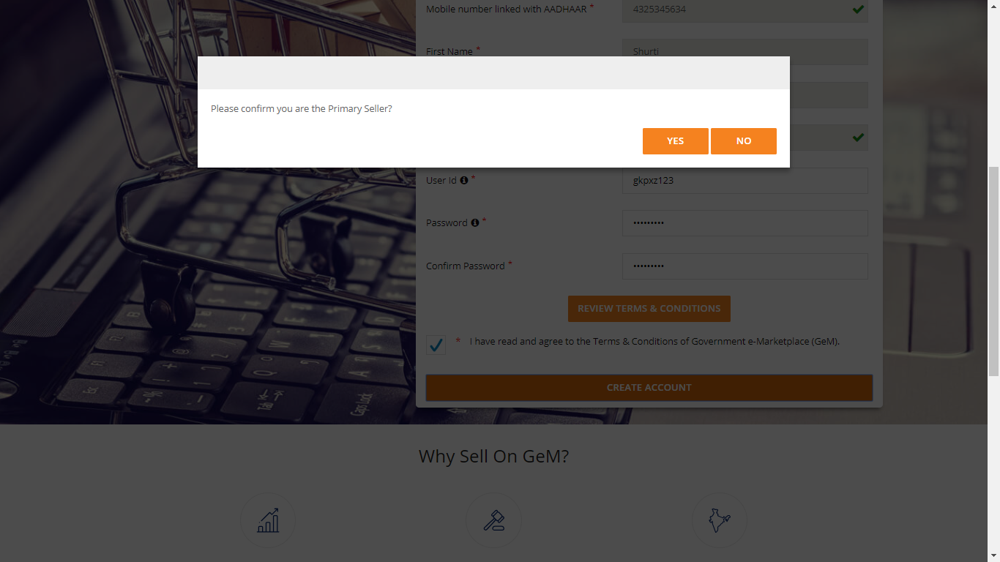 Mobile number linked with AADHAAR *
4325345634
First Name *
Shurti
Please confirm you are the Primary Seller?
YES
NO
User Id *
gkpxz123
Password *
•••••••••
Confirm Password *
•••••••••
REVIEW TERMS & CONDITIONS
* I have read and agree to the Terms & Conditions of Government e-Marketplace (GeM).
CREATE ACCOUNT
Why Sell On GeM?